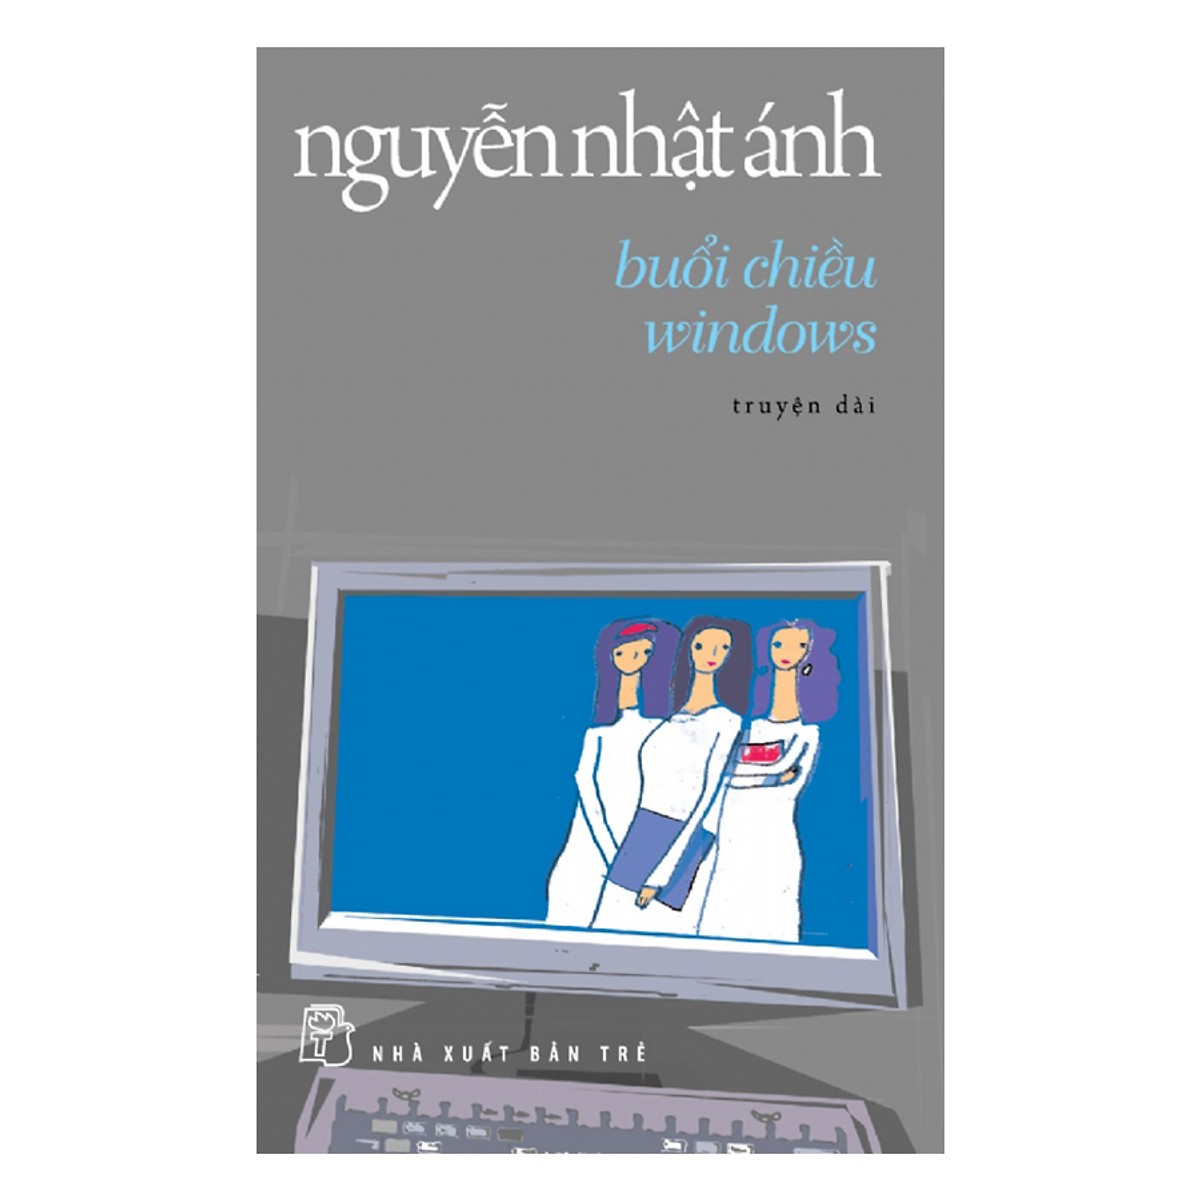 nguyễn nhật ánh
buổi chiều
windows
truyện dài
NHÀ XUẤT BẢN TRẺ